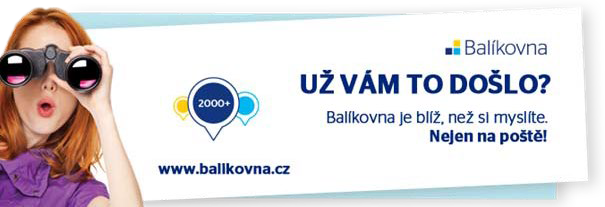 Balíkovna
UŽ VÁM TO DOŠLO?
2000+
Balíkovna je blíž, než si myslíte.
Nejen na poště!
www.balikovna.cz